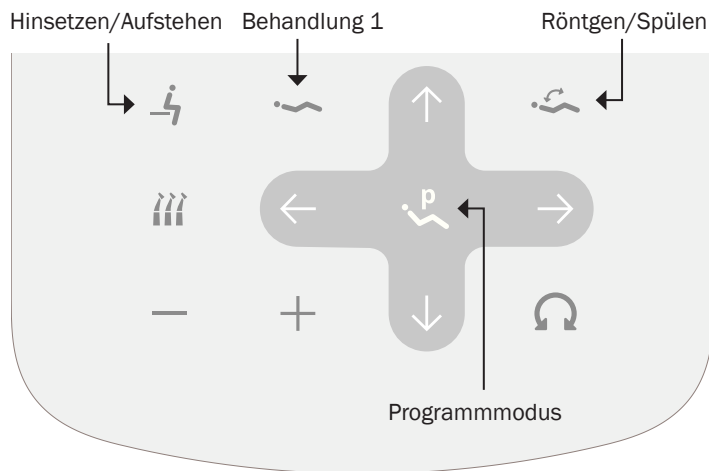 Hinsetzen/Aufstehen Behandlung 1 Röntgen/Spülen
p
Programmmodus